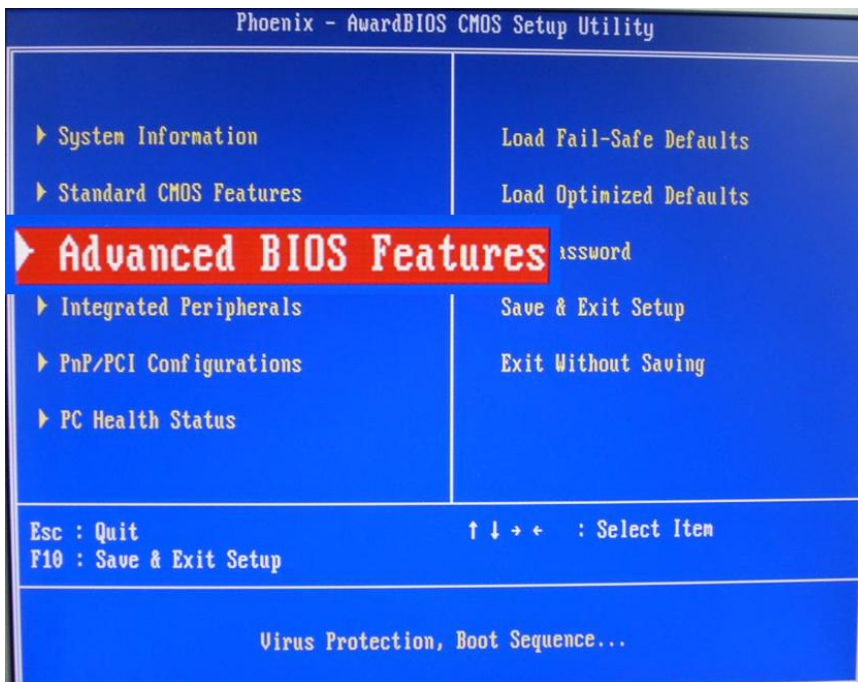 Phoenix - AwardBIOS CMOS Setup Utility
System Information
Standard CMOS Features
Advanced BIOS Features
Integrated Peripherals
PnP/PCI Configurations
PC Health Status
Load Fail-Safe Defaults
Load Optimized Defaults
assword
Save & Exit Setup
Exit Without Saving
Esc : Quit
F10 : Save & Exit Setup
↑ ↓ → ← : Select Item
Virus Protection, Boot Sequence...